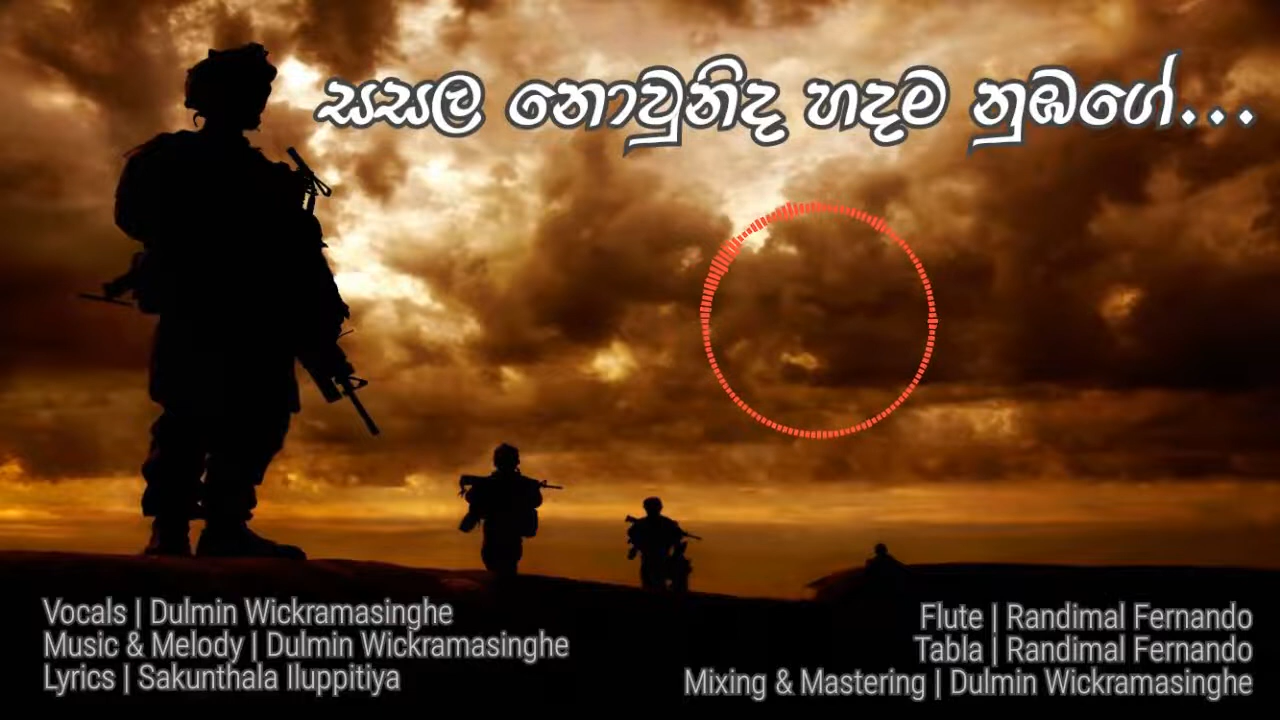 සසල නොවුනිද හදම නුඹගේ...
Vocals | Dulmin Wickramasinghe
Music & Melody | Dulmin Wickramasinghe
Lyrics | Sakunthala Iluppitiya
Flute | Randimal Fernando
Tabla | Randimal Fernando
Mixing & Mastering | Dulmin Wickramasinghe